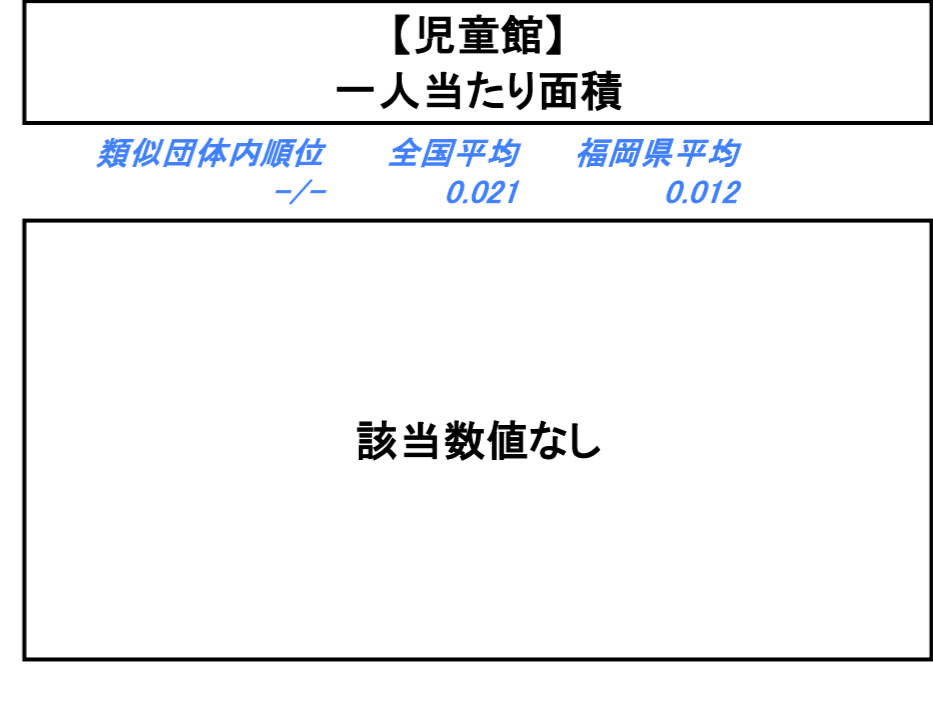 【児童館】
一人当たり面積
類似団体内順位 全国平均 福岡県平均
-/- 0.021 0.012
該当数値なし